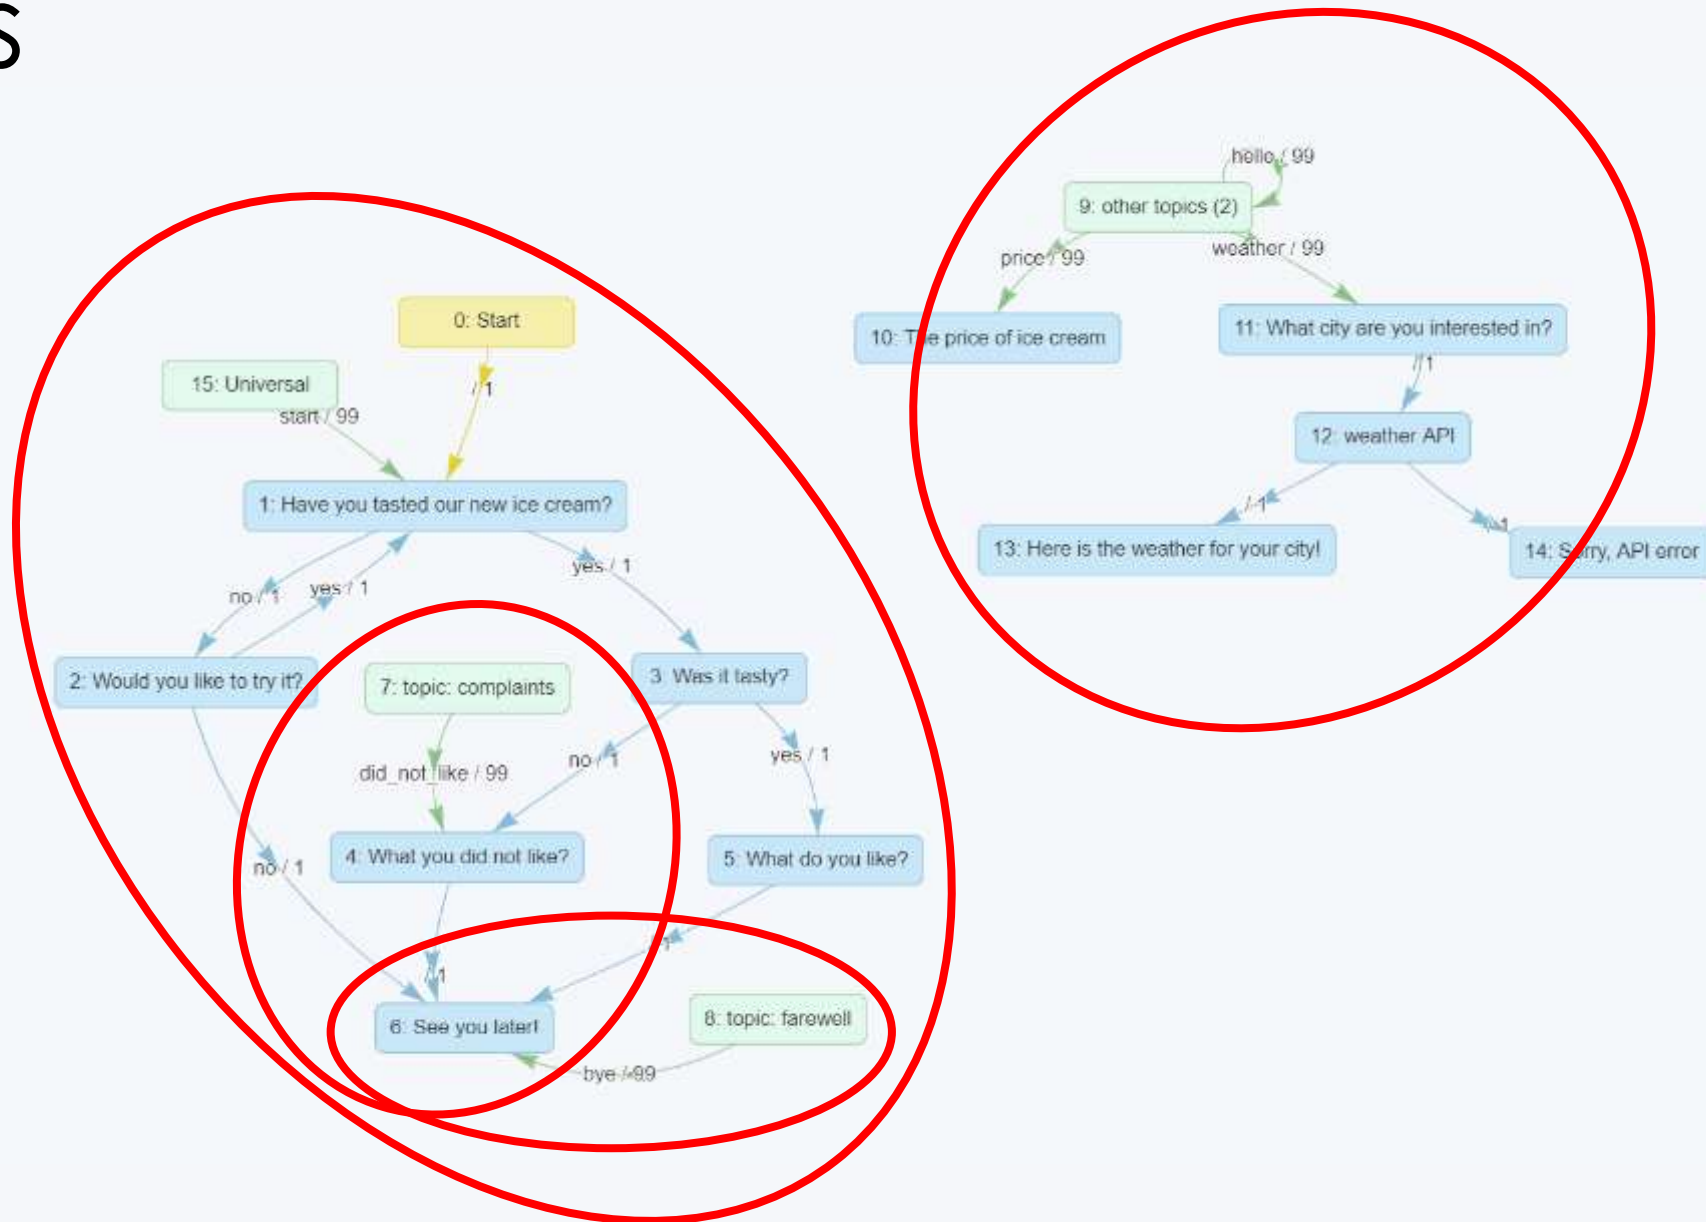 s
hello / 99
9: other topics (2)
price / 99
weather / 99
10: The price of ice cream
11: What city are you interested in?
/ 1
12: weather API
/ 1
/ 1
13: Here is the weather for your city!
14: Sorry, API error
0: Start
/ 1
15: Universal
start / 99
1: Have you tasted our new ice cream?
no / 1
yes / 1
yes / 1
2: Would you like to try it?
7: topic: complaints
3: Was it tasty?
did_not_like / 99
no / 1
yes / 1
4: What you did not like?
5: What do you like?
no / 1
/ 1
/ 1
6: See you later!
8: topic: farewell
bye / 99